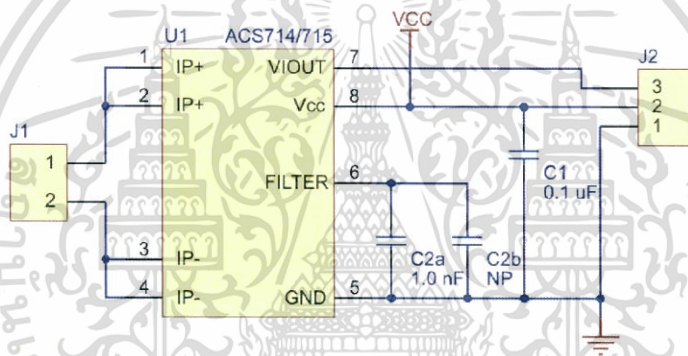 VCC
U1 ACS714/715
J2
1 IP+ VIOUT 7
3
2 IP+ Vcc 8
2
1
J1
1
2
FILTER 6
C1
0.1 uF
3 IP-
C2a
1.0 nF
C2b
NP
4 IP- GND 5